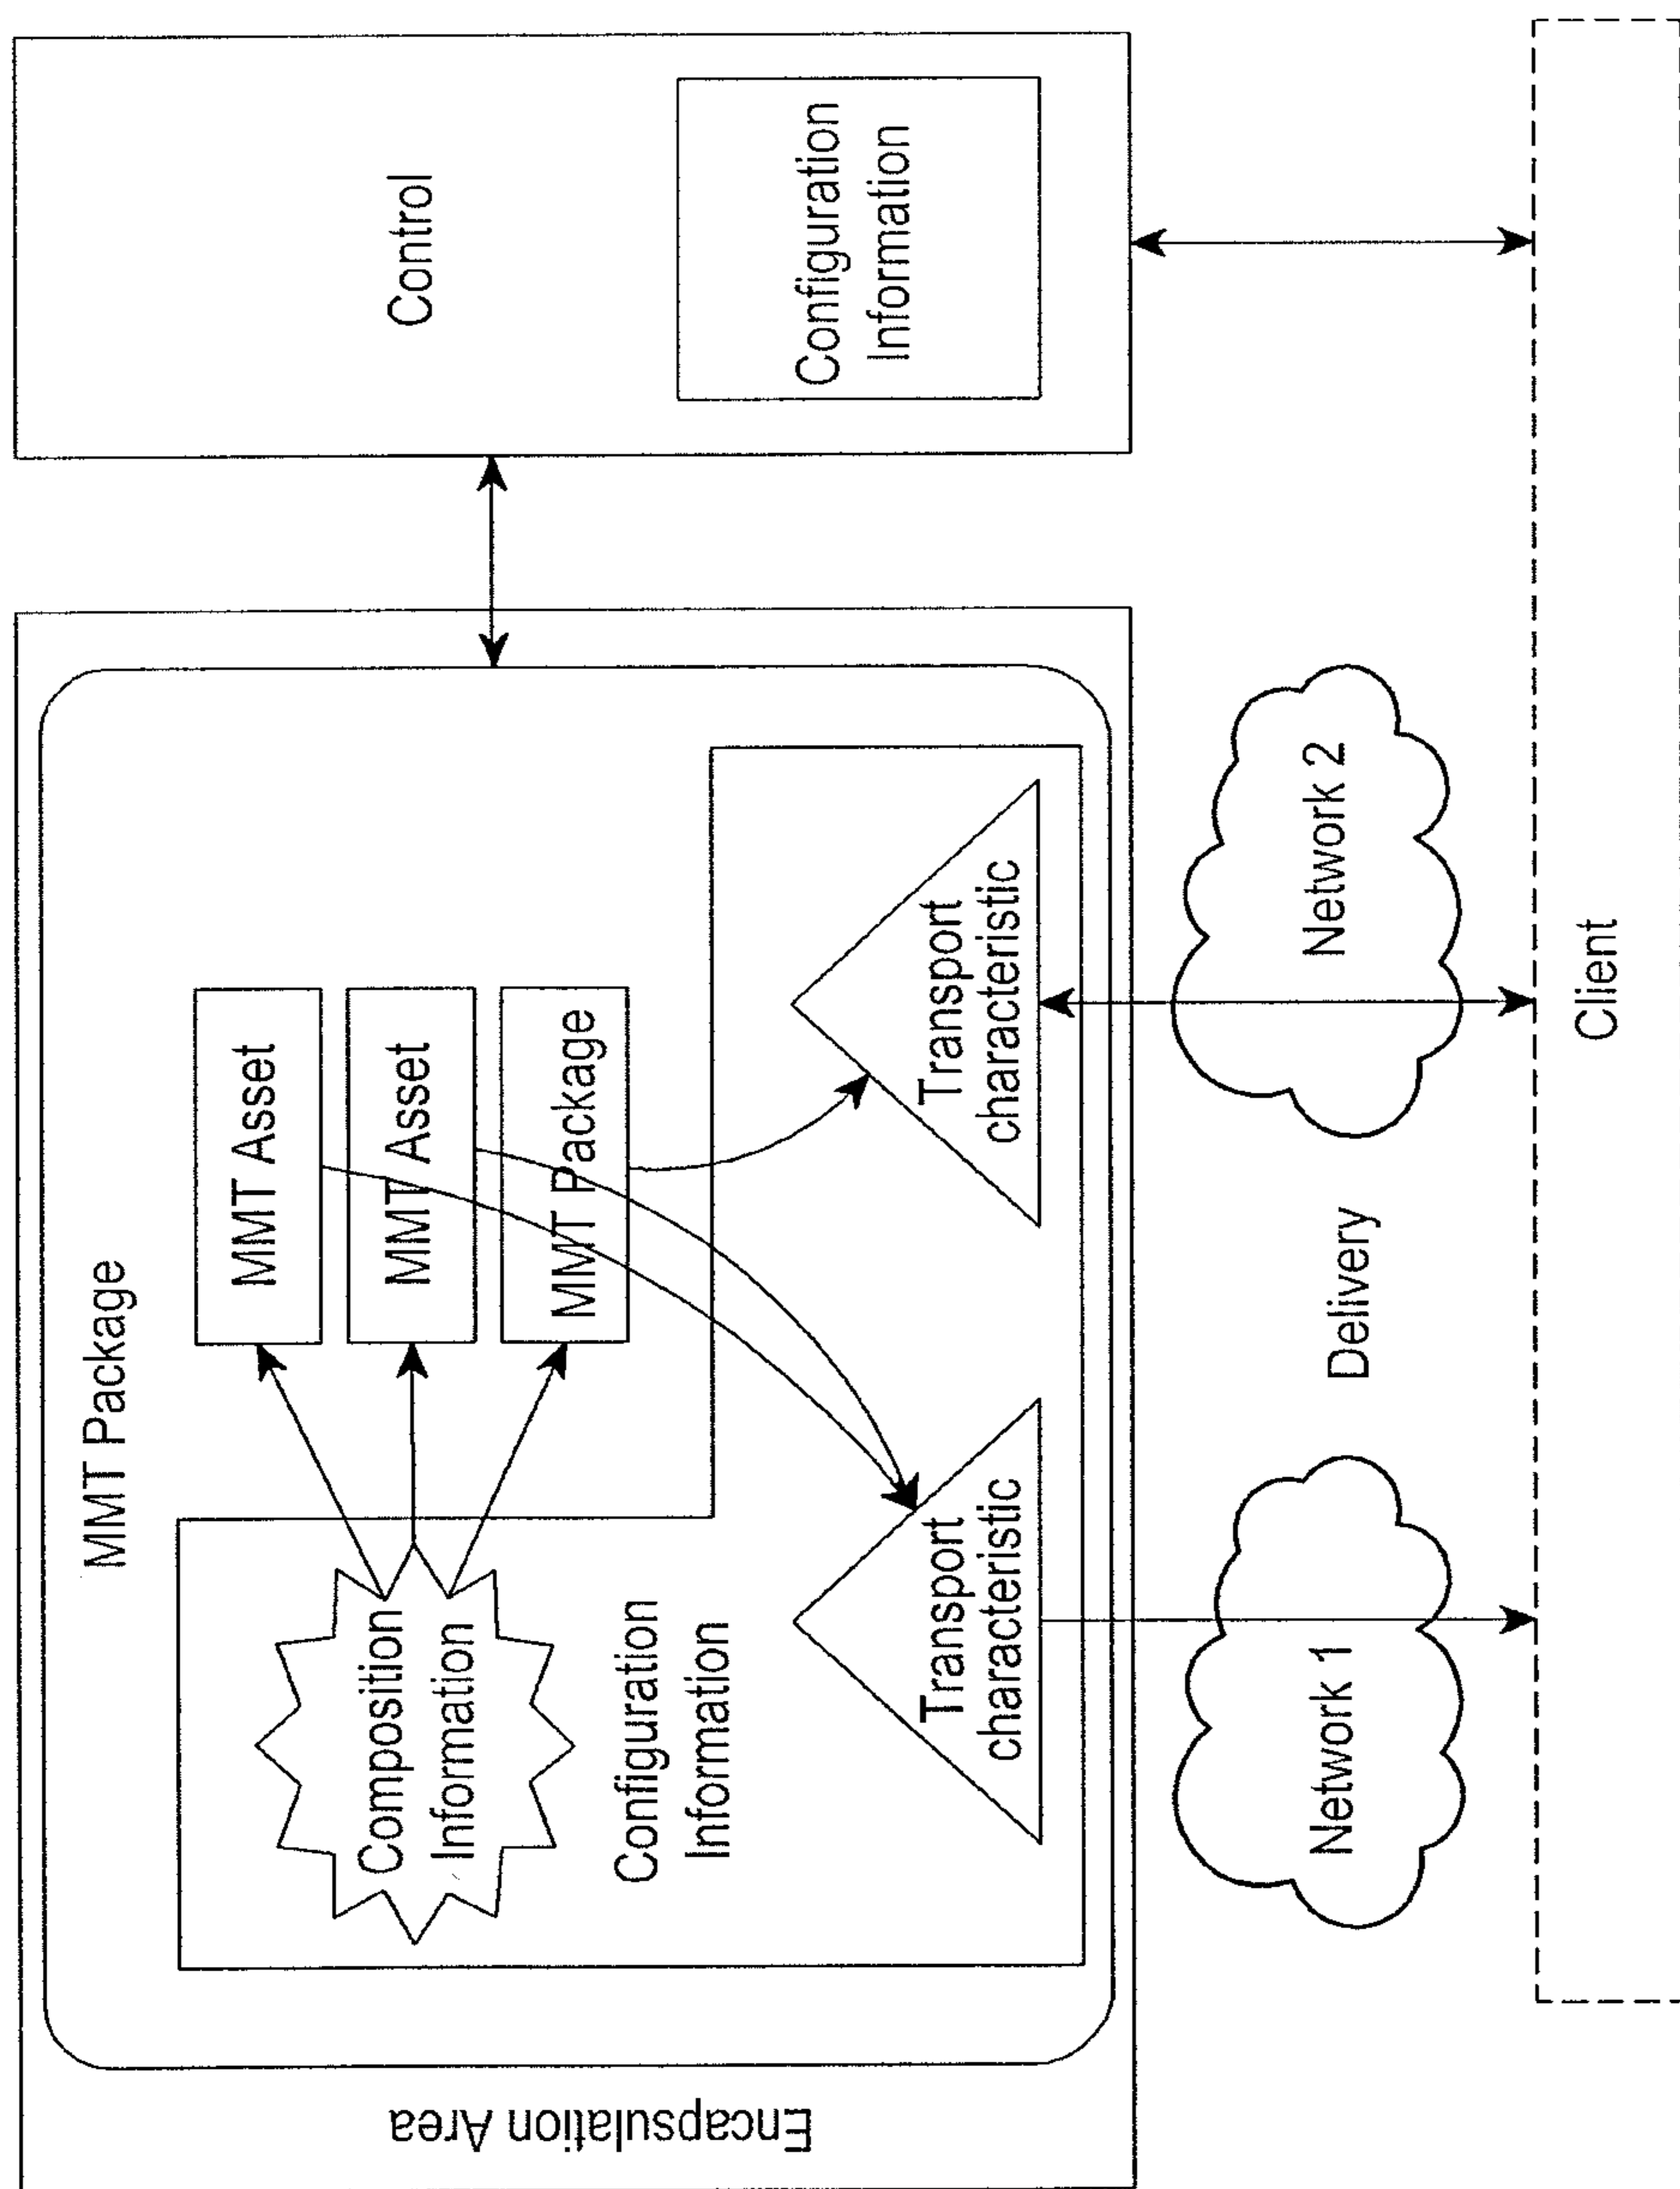 Encapsulation Area
MMT Package
Composition
Information
MMT Asset
MMT Asset
MMT Package
Configuration
Information
Transport
characteristic
Transport
characteristic
Control
Configuration
Information
Network 1
Delivery
Network 2
Client